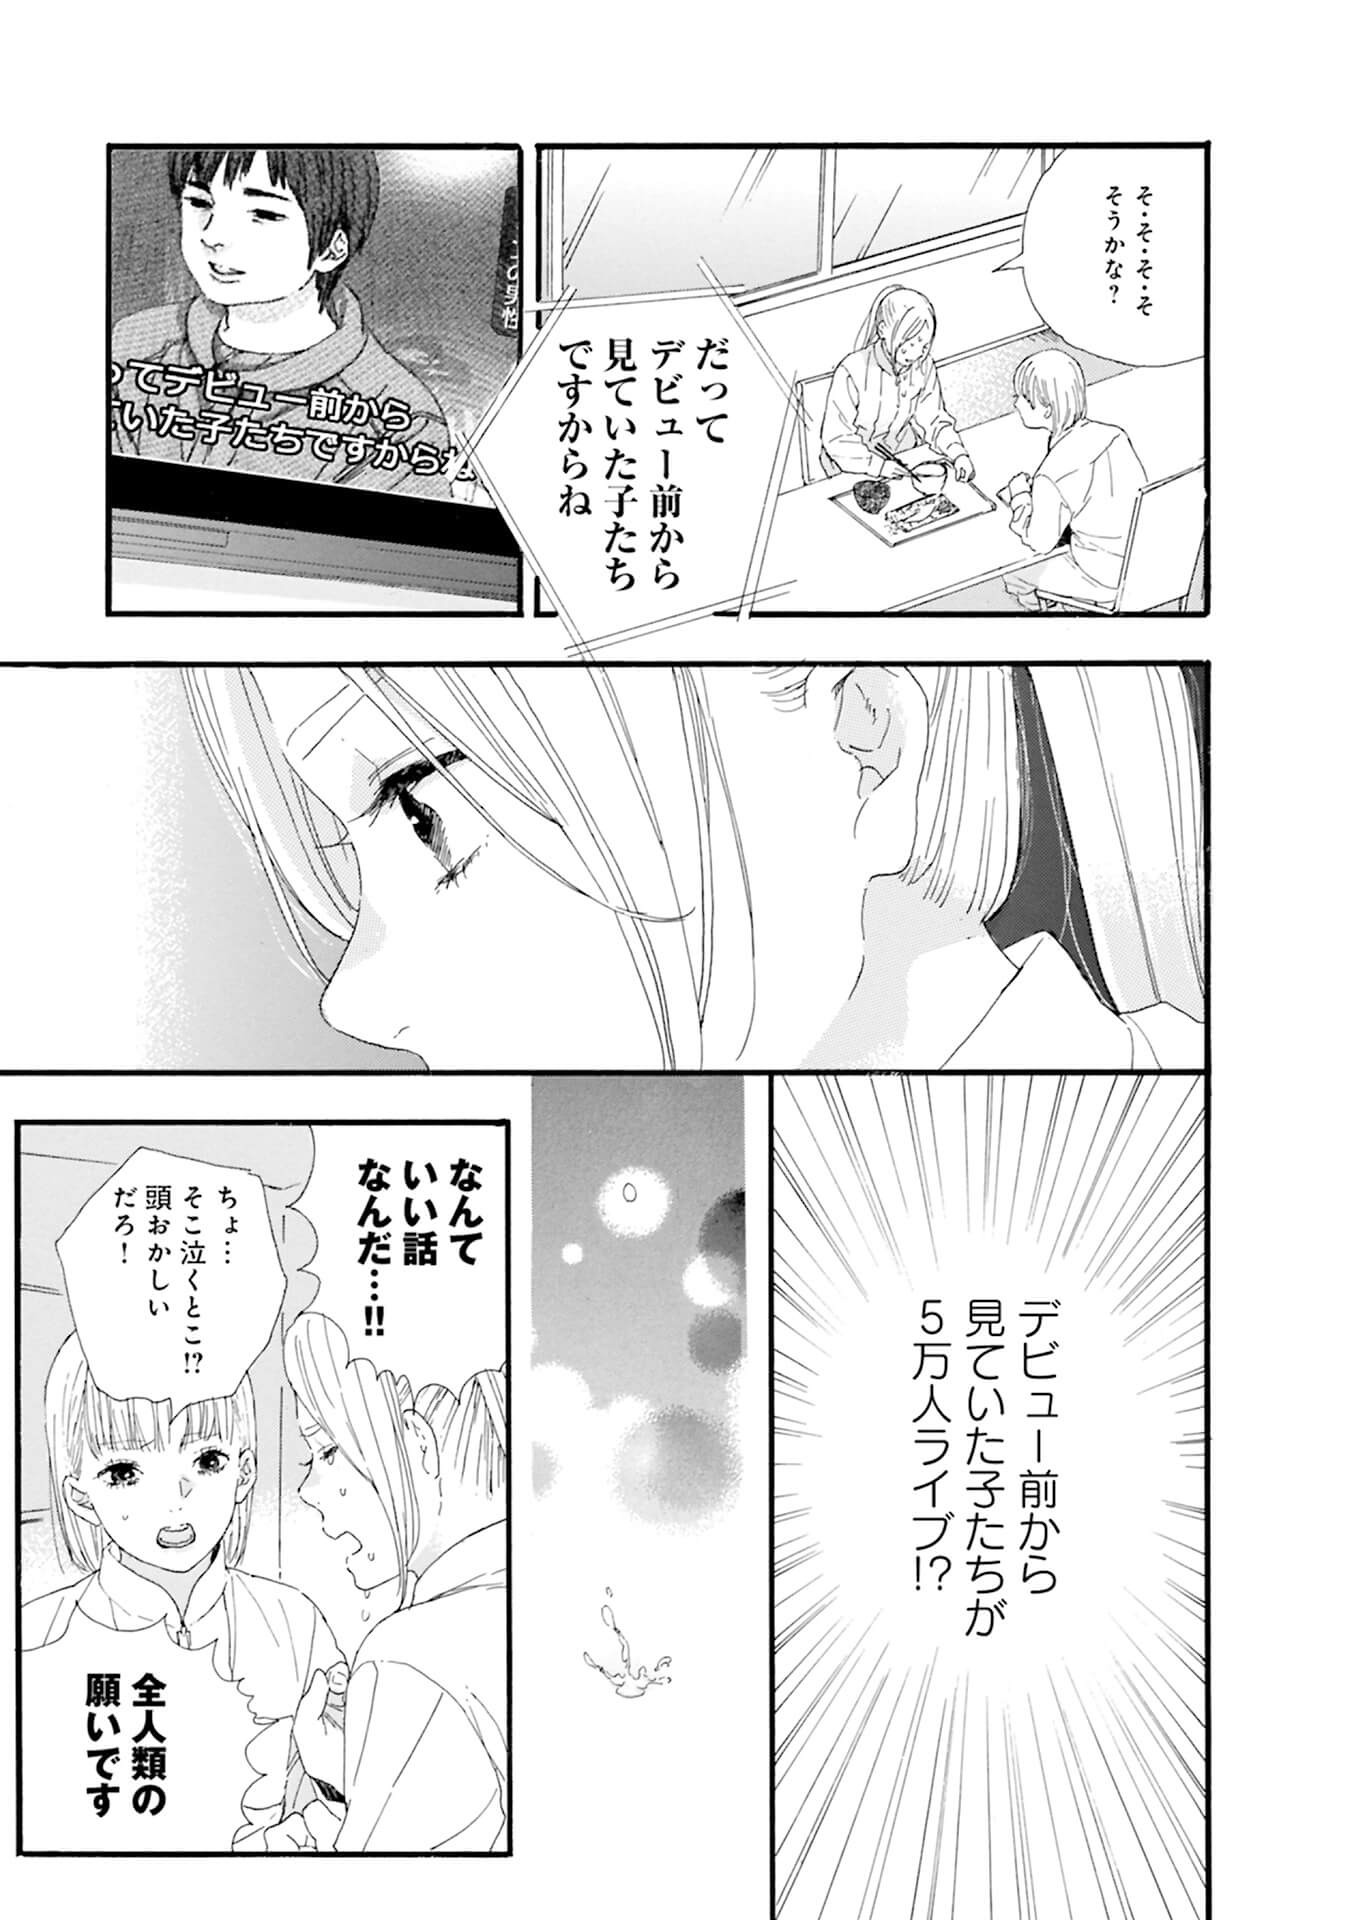 そ・そ・そ・そ
そうかな？
だって
デビュー前から
見ていた子たち
ですからね
この男性
ってデビュー前から
ていた子たちですからね
デビュー前から
見ていた子たちが
５万人ライブ!?
なんて
いい話
なんだ…!!
ちょ…
そこ泣くとこ!?
頭おかしい
だろ！
全人類の
願いです